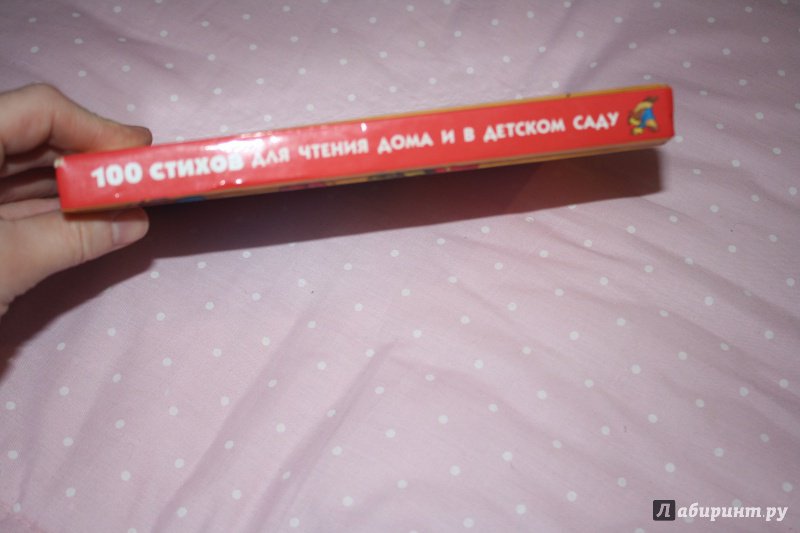 100 СТИХОВ ДЛЯ ЧТЕНИЯ ДОМА И В ДЕТСКОМ САДУ
Лабиринт.ру